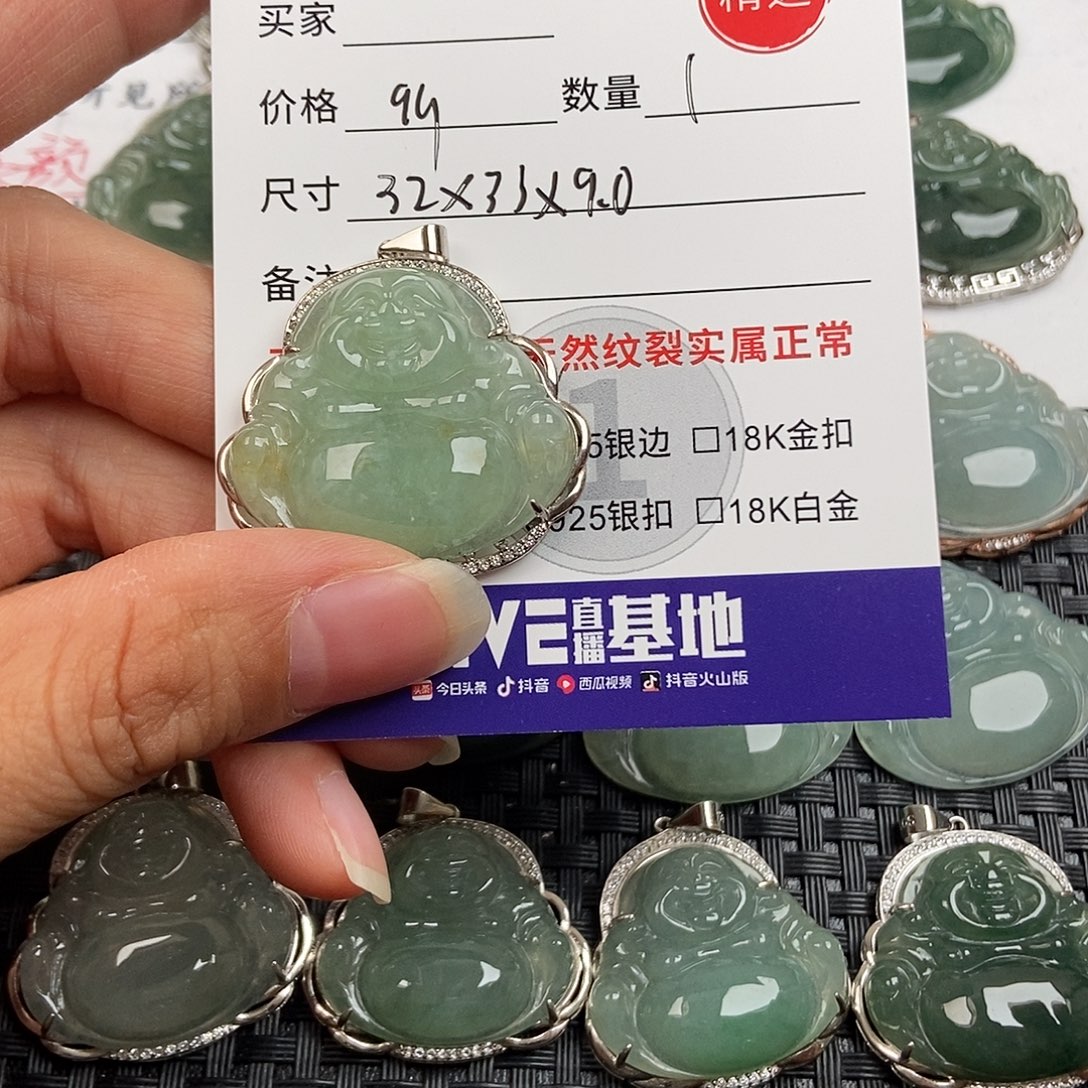 买家
价格 99 数量 1
尺寸 32×33×9.0
备注
天然纹裂实属正常
5银边 □18K金扣
925银扣 □18K白金
直播基地
今日头条 抖音 西瓜视频 抖音火山版